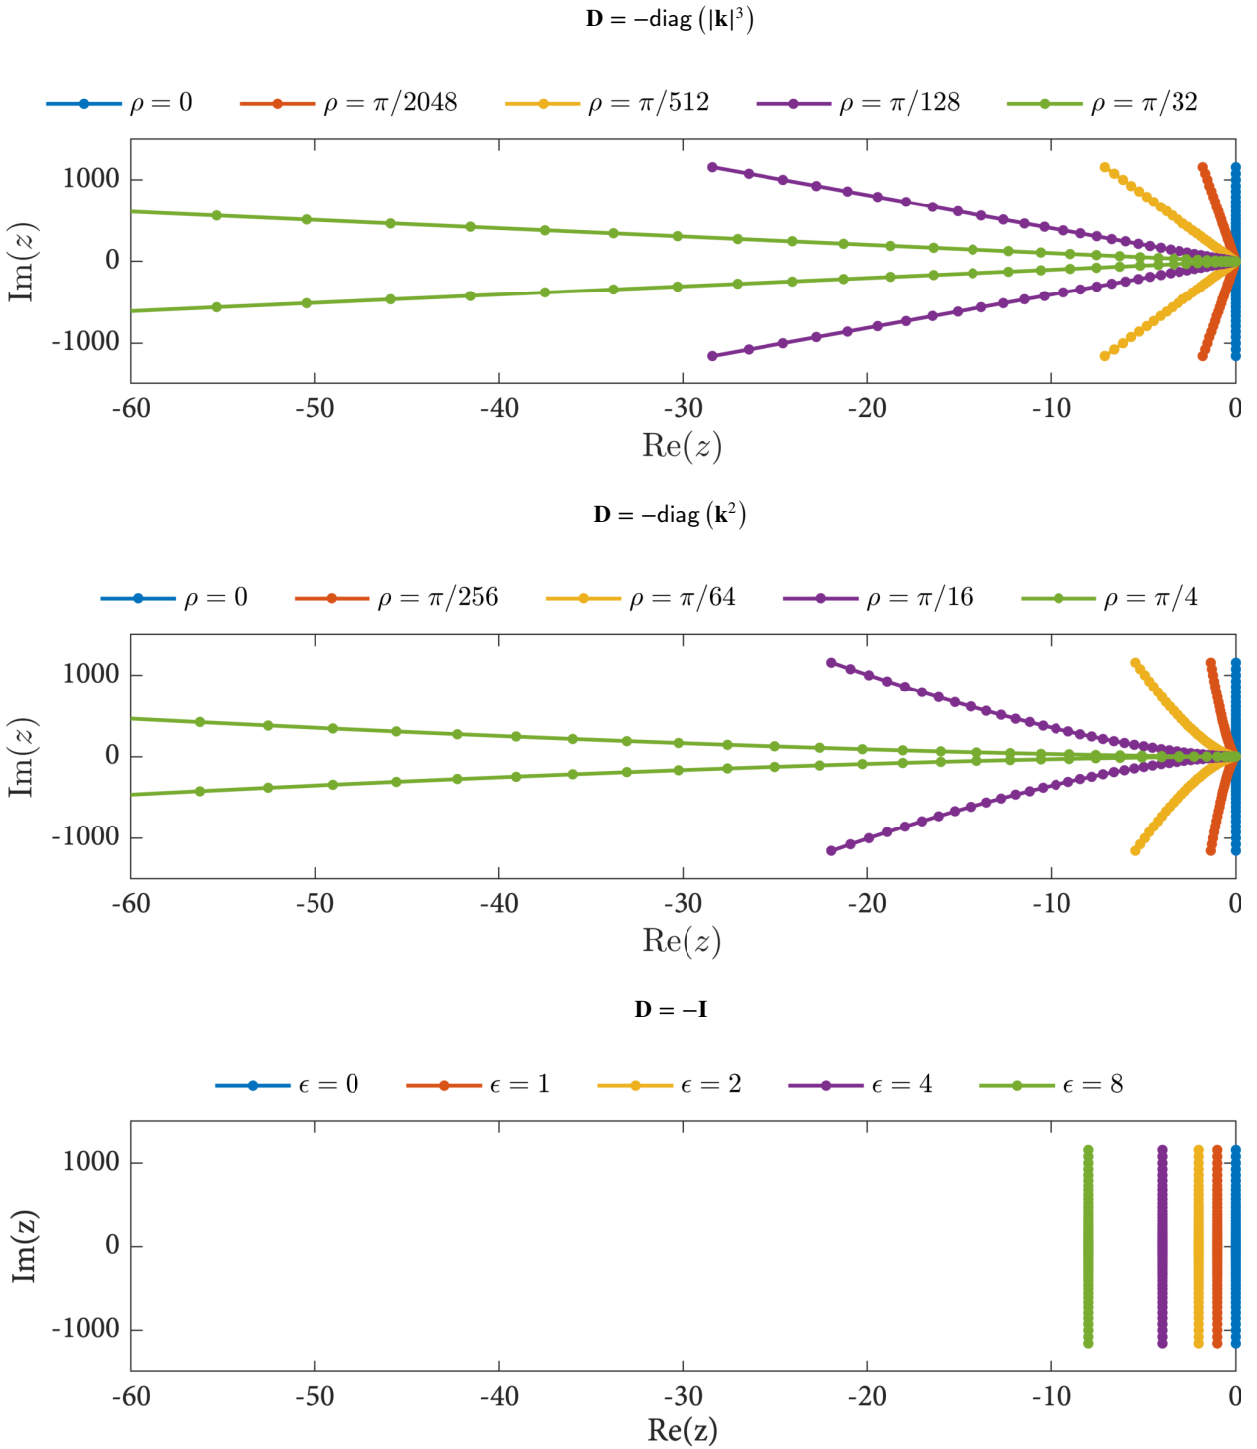 D = −diag (|k|³)
ρ = 0 ρ = π/2048 ρ = π/512 ρ = π/128 ρ = π/32
1000
0
-1000
Im(z)
-60 -50 -40 -30 -20 -10 0
Re(z)
D = −diag (k²)
ρ = 0 ρ = π/256 ρ = π/64 ρ = π/16 ρ = π/4
1000
0
-1000
Im(z)
-60 -50 -40 -30 -20 -10 0
Re(z)
D = −I
ϵ = 0 ϵ = 1 ϵ = 2 ϵ = 4 ϵ = 8
1000
0
-1000
Im(z)
-60 -50 -40 -30 -20 -10 0
Re(z)